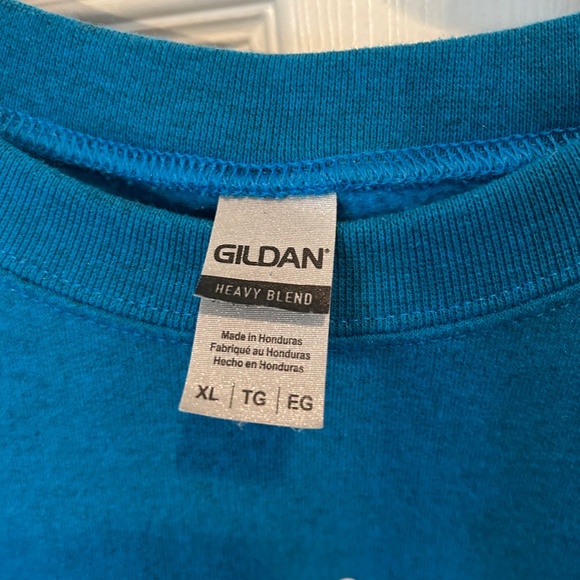 GILDAN®
HEAVY BLEND
Made in Honduras
Fabriqué au Honduras
Hecho en Honduras
XL | TG | EG